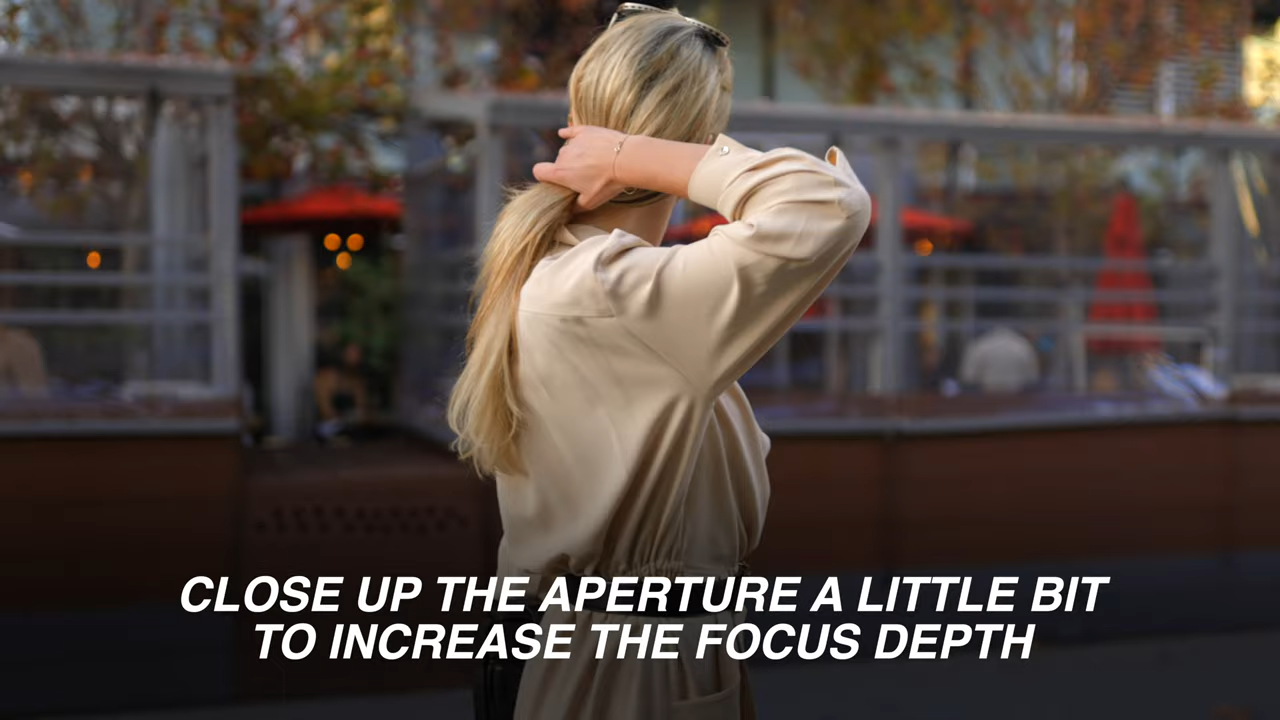 CLOSE UP THE APERTURE A LITTLE BIT
TO INCREASE THE FOCUS DEPTH